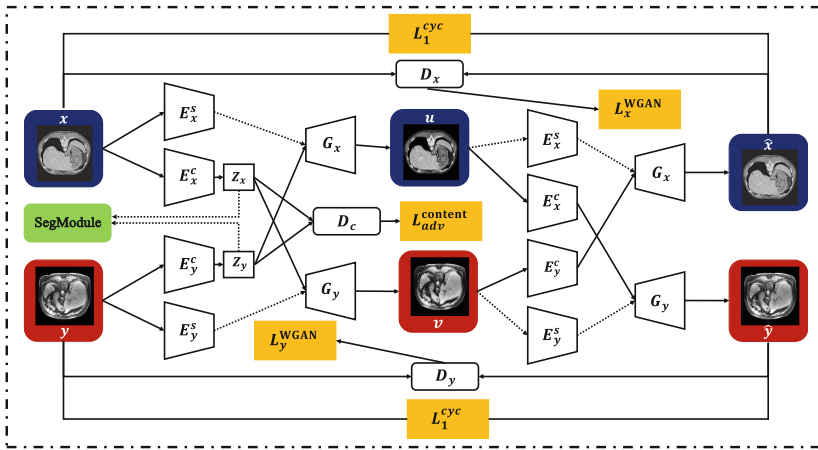 L_1^{cyc}
D_x
L_x^{WGAN}
x
E_x^s
G_x
u
E_x^s
x̂
E_x^c
Z_x
E_x^c
G_x
SegModule
D_c
L_{adv}^{content}
E_y^c
Z_y
G_y
E_y^c
G_y
y
E_y^s
v
E_y^s
ŷ
L_y^{WGAN}
D_y
L_1^{cyc}